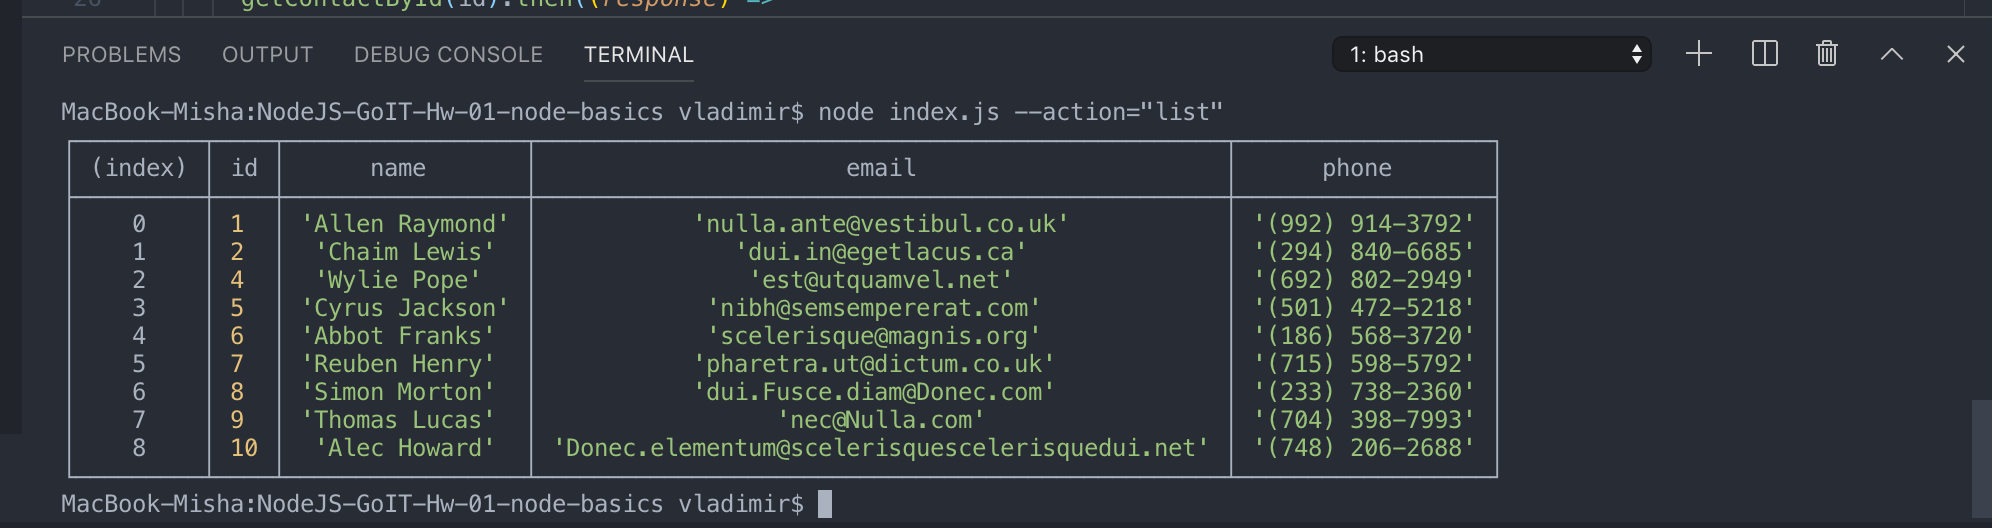 26 getContactById(id).then((response) =>
PROBLEMS OUTPUT DEBUG CONSOLE TERMINAL 1: bash
MacBook-Misha:NodeJS-GoIT-Hw-01-node-basics vladimir$ node index.js --action="list"
(index) id name email phone
0 1 'Allen Raymond' 'nulla.ante@vestibul.co.uk' '(992) 914-3792'
1 2 'Chaim Lewis' 'dui.in@egetlacus.ca' '(294) 840-6685'
2 4 'Wylie Pope' 'est@utquamvel.net' '(692) 802-2949'
3 5 'Cyrus Jackson' 'nibh@semsempererat.com' '(501) 472-5218'
4 6 'Abbot Franks' 'scelerisque@magnis.org' '(186) 568-3720'
5 7 'Reuben Henry' 'pharetra.ut@dictum.co.uk' '(715) 598-5792'
6 8 'Simon Morton' 'dui.Fusce.diam@Donec.com' '(233) 738-2360'
7 9 'Thomas Lucas' 'nec@Nulla.com' '(704) 398-7993'
8 10 'Alec Howard' 'Donec.elementum@scelerisquescelerisquedui.net' '(748) 206-2688'
MacBook-Misha:NodeJS-GoIT-Hw-01-node-basics vladimir$